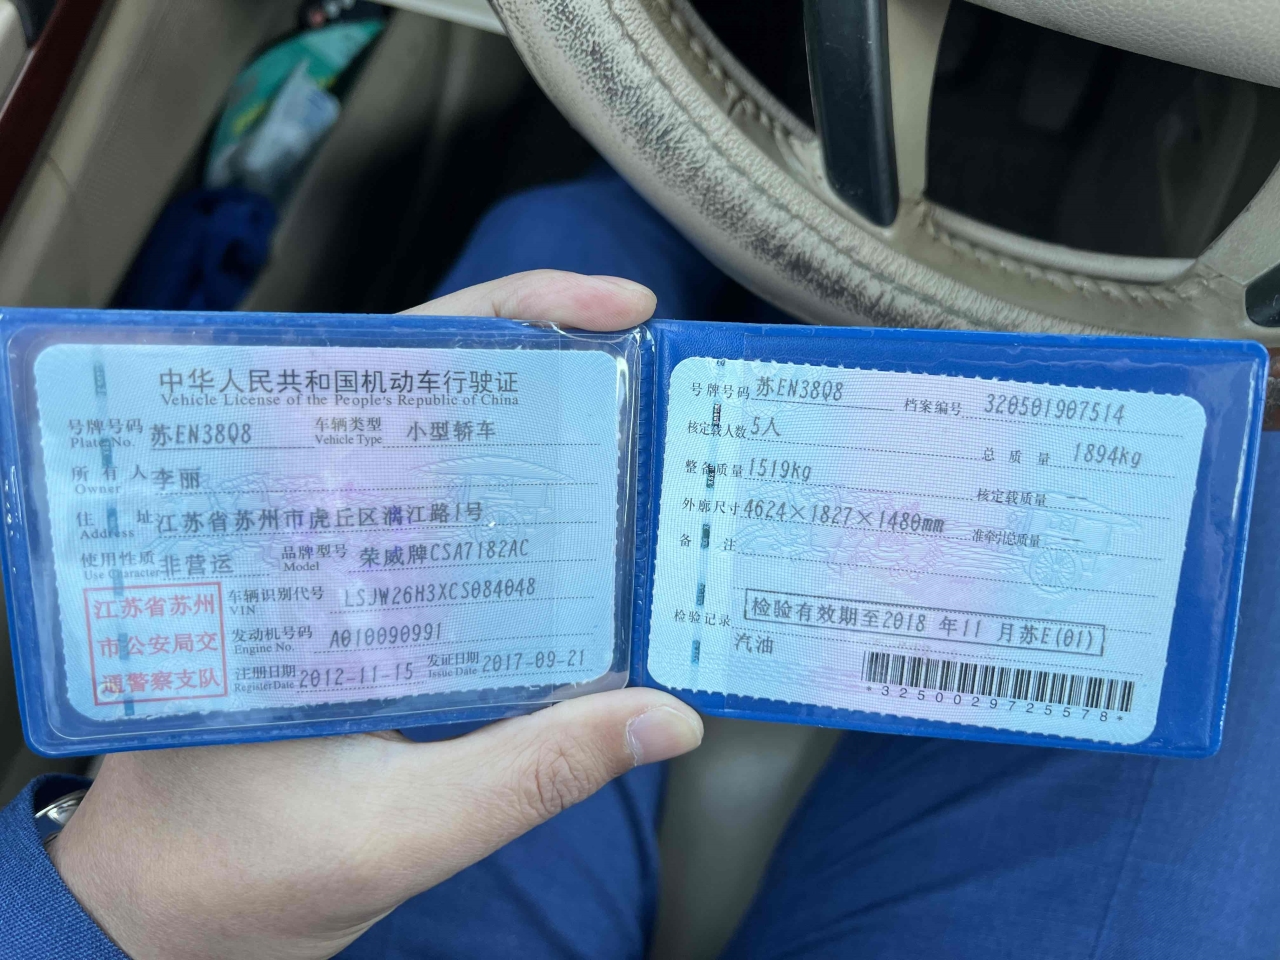 中华人民共和国机动车行驶证
Vehicle License of the People's Republic of China
号牌号码 Plate No. 苏EN38Q8 车辆类型 Vehicle Type 小型轿车
所有人 Owner 李丽
住址 Address 江苏省苏州市虎丘区漓江路1号
使用性质 Use Character 非营运 品牌型号 Model 荣威牌CSA7182AC
江苏省苏州
市公安局交
通警察支队
车辆识别代号 VIN LSJW26H3XCS084048
发动机号码 Engine No. A010090991
注册日期 Register Date 2012-11-15 发证日期 Issue Date 2017-09-21
号牌号码 苏EN38Q8 档案编号 320501907514
核定载人数 5人 总质量 1894kg
整备质量 1519kg 核定载质量 --
外廓尺寸 4624×1827×1480mm 准牵引总质量 --
备注
检验记录 检验有效期至2018 年11 月苏E(01)
汽油
*3250029725578*